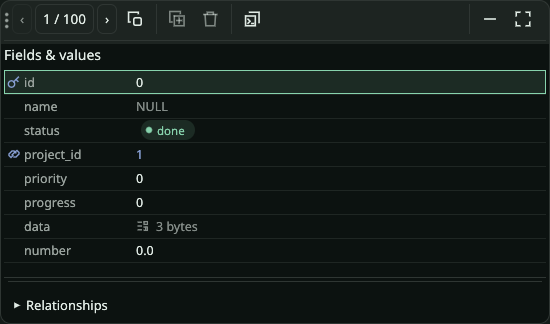 1 / 100
Fields & values
id 0
name NULL
status done
project_id 1
priority 0
progress 0
data 3 bytes
number 0.0
Relationships